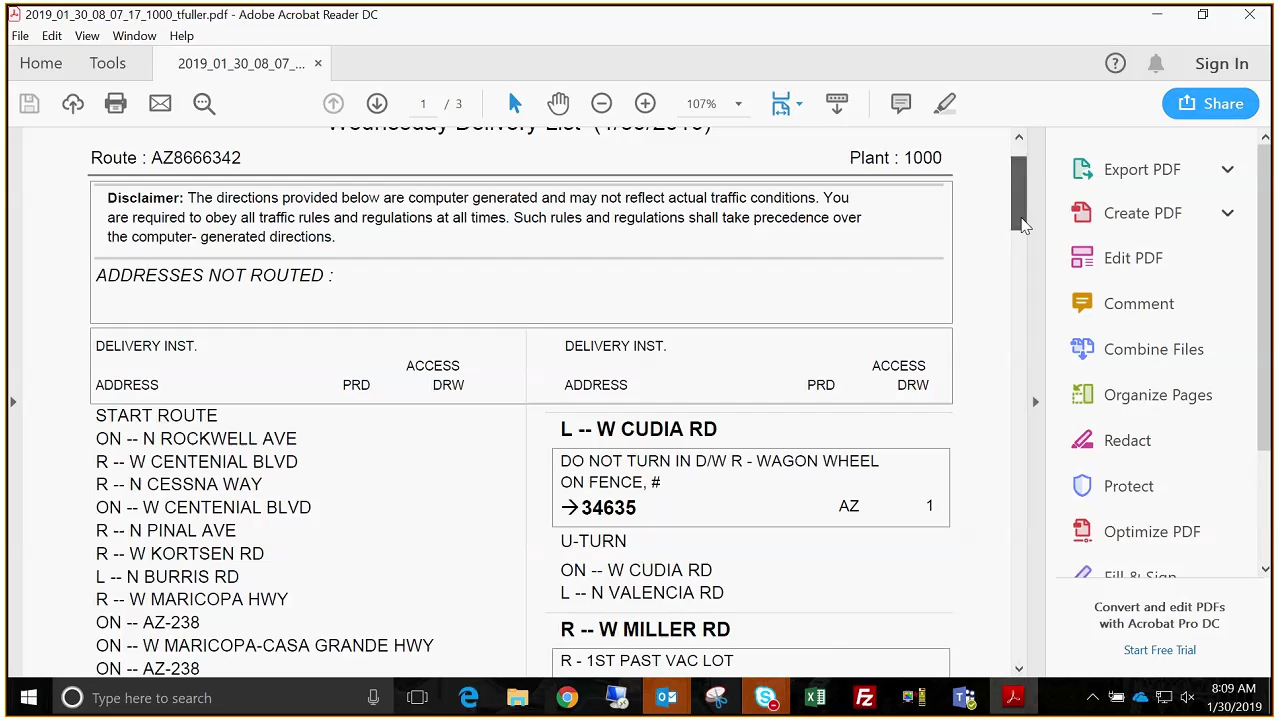 2019_01_30_08_07_17_1000_tfuller.pdf - Adobe Acrobat Reader DC
File Edit View Window Help
Home Tools 2019_01_30_08_07_... × Sign In
1 / 3 107% Share
Wednesday Delivery List (1/30/2019)
Route : AZ8666342 Plant : 1000
Disclaimer: The directions provided below are computer generated and may not reflect actual traffic conditions. You
are required to obey all traffic rules and regulations at all times. Such rules and regulations shall take precedence over
the computer- generated directions.
ADDRESSES NOT ROUTED :
DELIVERY INST.
ACCESS
ADDRESS PRD DRW
DELIVERY INST.
ACCESS
ADDRESS PRD DRW
START ROUTE
ON -- N ROCKWELL AVE
R -- W CENTENIAL BLVD
R -- N CESSNA WAY
ON -- W CENTENIAL BLVD
R -- N PINAL AVE
R -- W KORTSEN RD
L -- N BURRIS RD
R -- W MARICOPA HWY
ON -- AZ-238
ON -- W MARICOPA-CASA GRANDE HWY
ON -- AZ-238
L -- W CUDIA RD
DO NOT TURN IN D/W R - WAGON WHEEL
ON FENCE, #
→34635 AZ 1
U-TURN
ON -- W CUDIA RD
L -- N VALENCIA RD
R -- W MILLER RD
R - 1ST PAST VAC LOT
Export PDF
Create PDF
Edit PDF
Comment
Combine Files
Organize Pages
Redact
Protect
Optimize PDF
Fill & Sign
Convert and edit PDFs
with Acrobat Pro DC
Start Free Trial
Type here to search
8:09 AM
1/30/2019